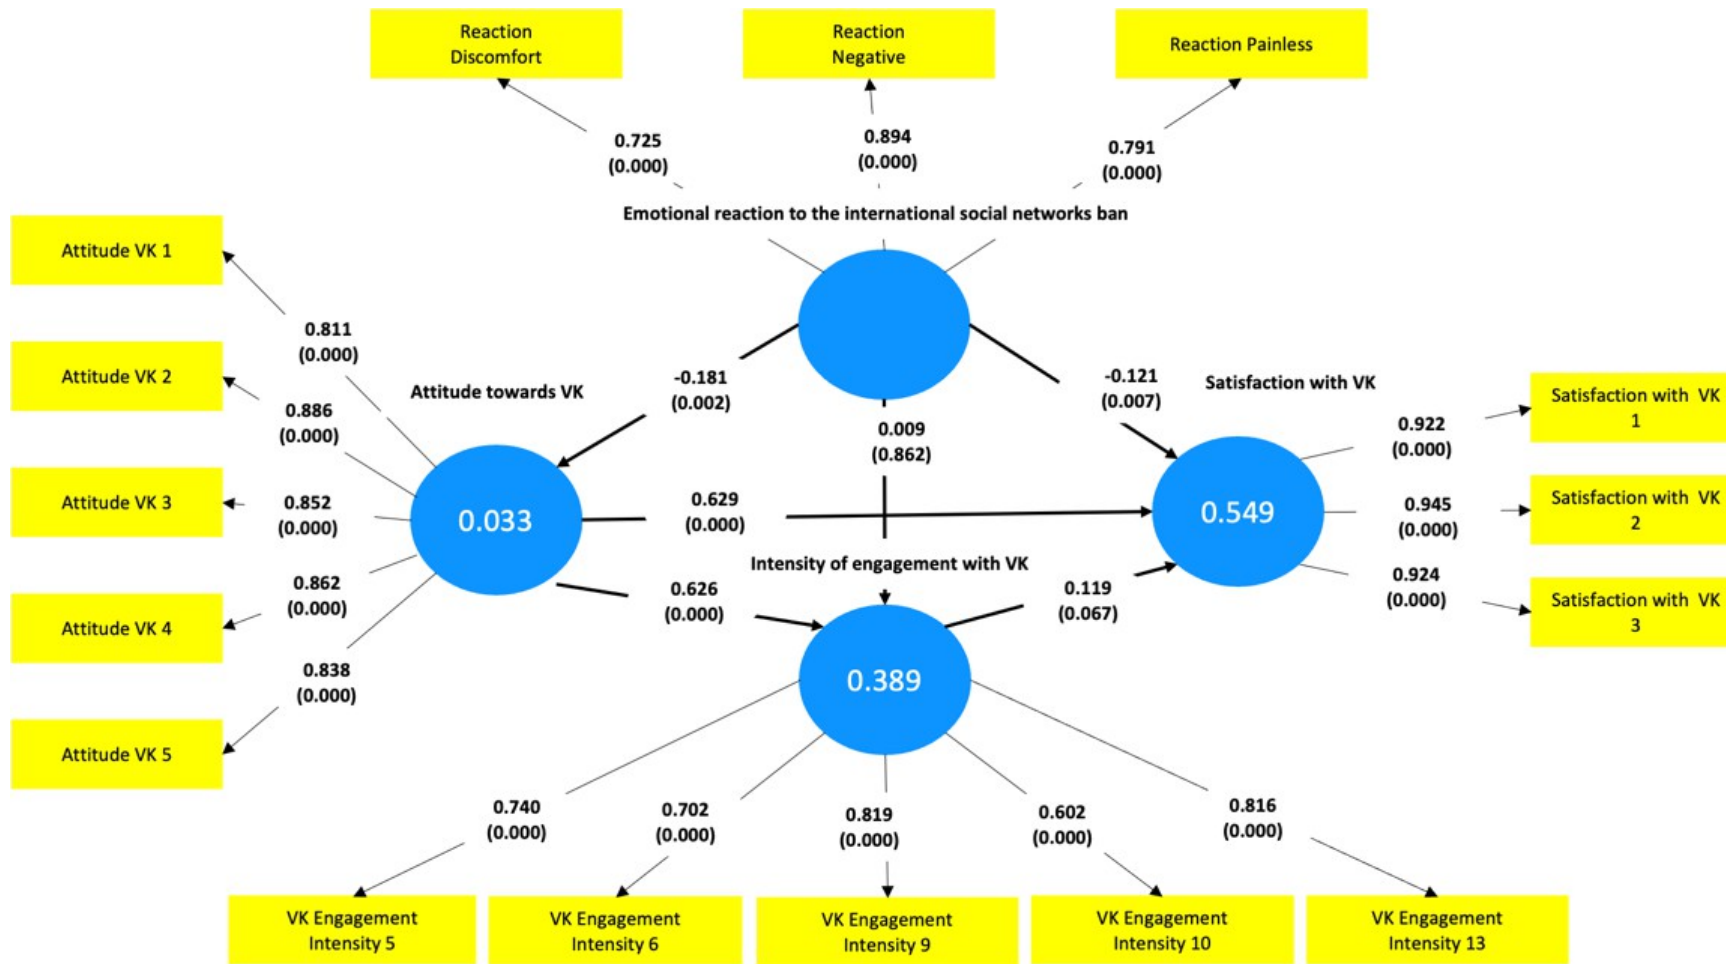 Reaction
Discomfort
Reaction
Negative
Reaction Painless
0.725
(0.000)
0.894
(0.000)
0.791
(0.000)
Emotional reaction to the international social networks ban
Attitude VK 1
Attitude VK 2
Attitude VK 3
Attitude VK 4
Attitude VK 5
0.811
(0.000)
0.886
(0.000)
0.852
(0.000)
0.862
(0.000)
0.838
(0.000)
Attitude towards VK
0.033
-0.181
(0.002)
0.009
(0.862)
-0.121
(0.007)
0.629
(0.000)
0.626
(0.000)
Intensity of engagement with VK
0.119
(0.067)
0.389
Satisfaction with VK
0.549
0.922
(0.000)
0.945
(0.000)
0.924
(0.000)
Satisfaction with VK
1
Satisfaction with VK
2
Satisfaction with VK
3
0.740
(0.000)
0.702
(0.000)
0.819
(0.000)
0.602
(0.000)
0.816
(0.000)
VK Engagement
Intensity 5
VK Engagement
Intensity 6
VK Engagement
Intensity 9
VK Engagement
Intensity 10
VK Engagement
Intensity 13